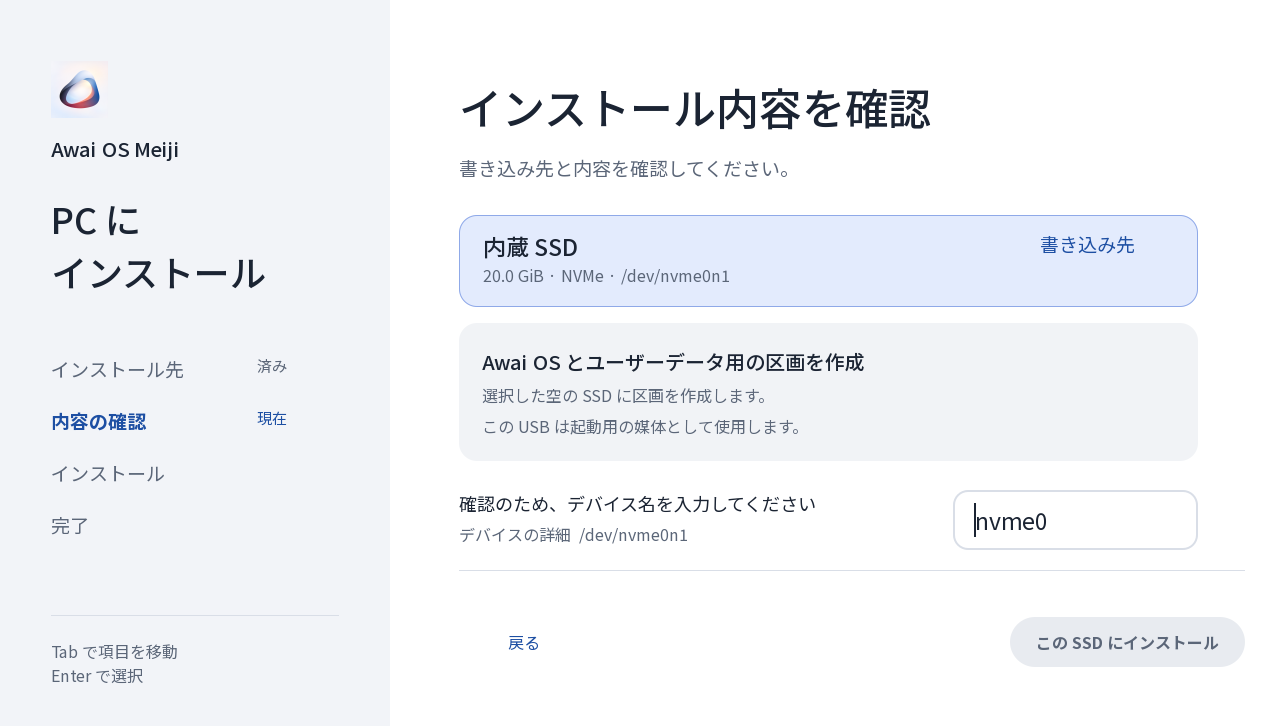 Awai OS Meiji
PC に
インストール
インストール先 済み
内容の確認 現在
インストール
完了
Tab で項目を移動
Enter で選択
インストール内容を確認
書き込み先と内容を確認してください。
内蔵 SSD 書き込み先
20.0 GiB · NVMe · /dev/nvme0n1
Awai OS とユーザーデータ用の区画を作成
選択した空の SSD に区画を作成します。
この USB は起動用の媒体として使用します。
確認のため、デバイス名を入力してください
デバイスの詳細 /dev/nvme0n1
nvme0
戻る
この SSD にインストール